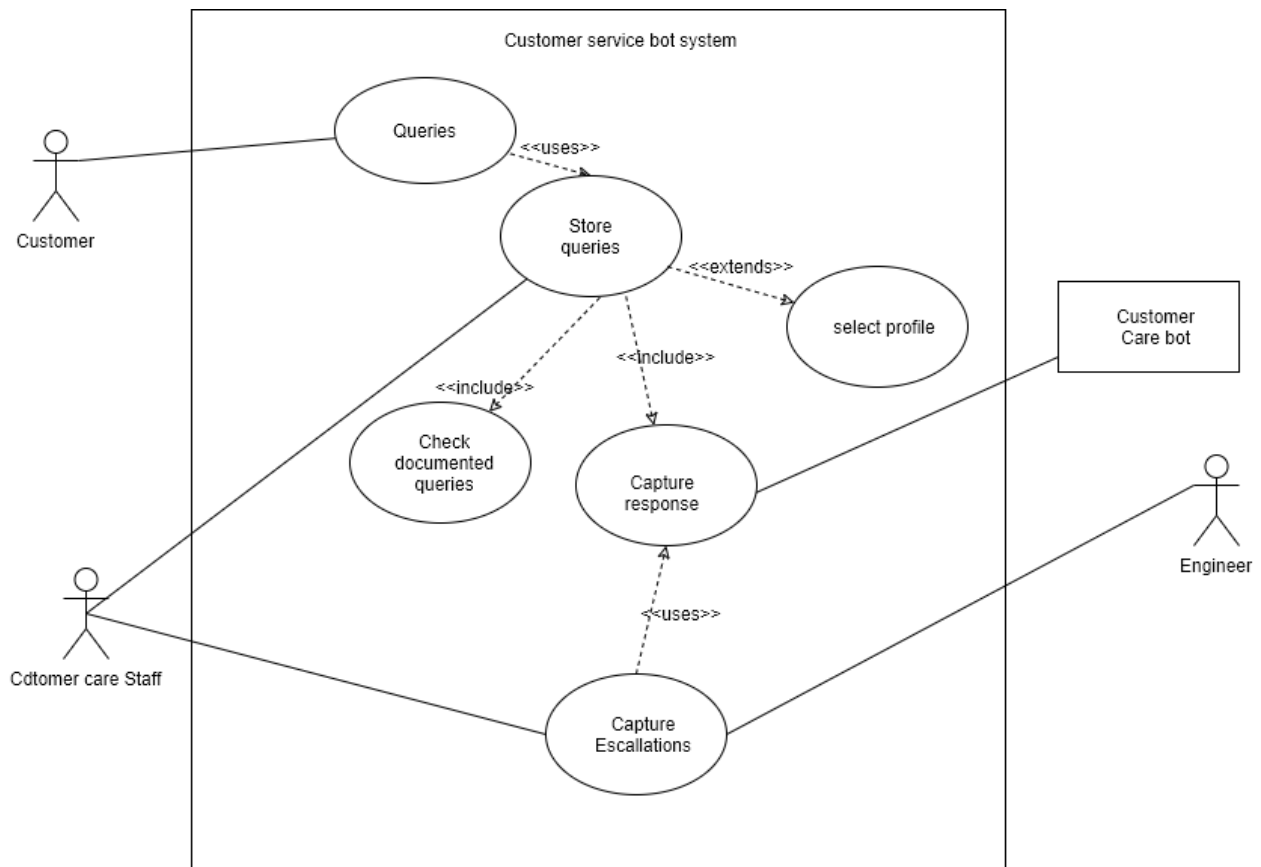 Customer service bot system
Queries
<<uses>>
Customer
Store
queries
<<extends>>
select profile
Customer
Care bot
<<include>>
<<include>>
Check
documented
queries
Capture
response
Engineer
<<uses>>
Cdtomer care Staff
Capture
Escallations